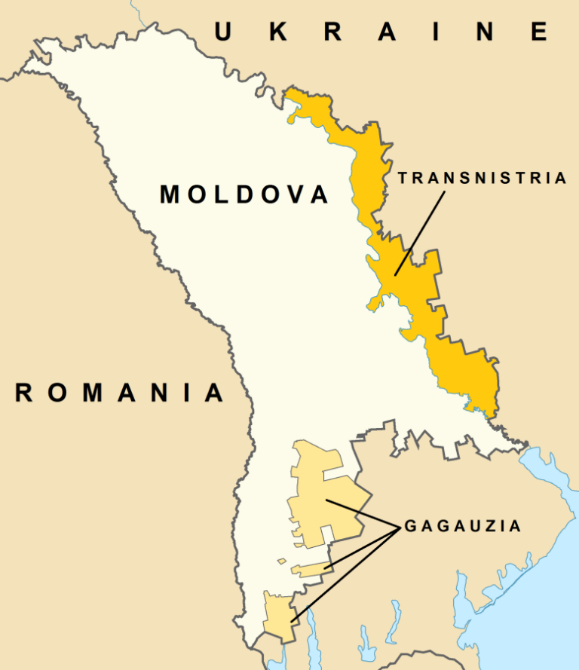 UKRAINE
TRANSNISTRIA
MOLDOVA
ROMANIA
GAGAUZIA